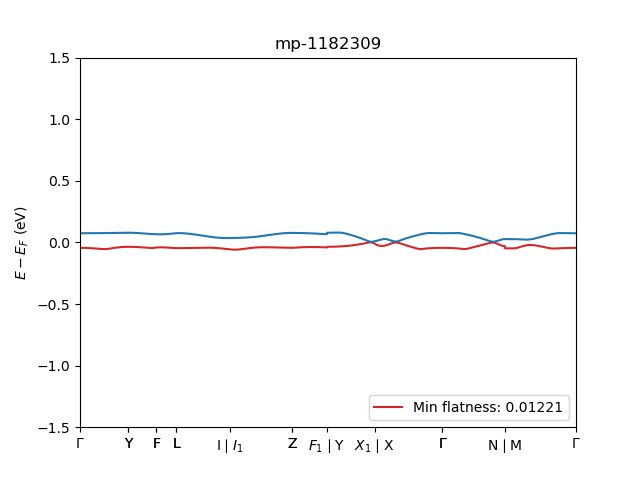 mp-1182309
E − E_F (eV)
1.5
1.0
0.5
0.0
−0.5
−1.0
−1.5
Min flatness: 0.01221
Γ Y F L I | I₁ Z F₁ | Y X₁ | X Γ N | M Γ